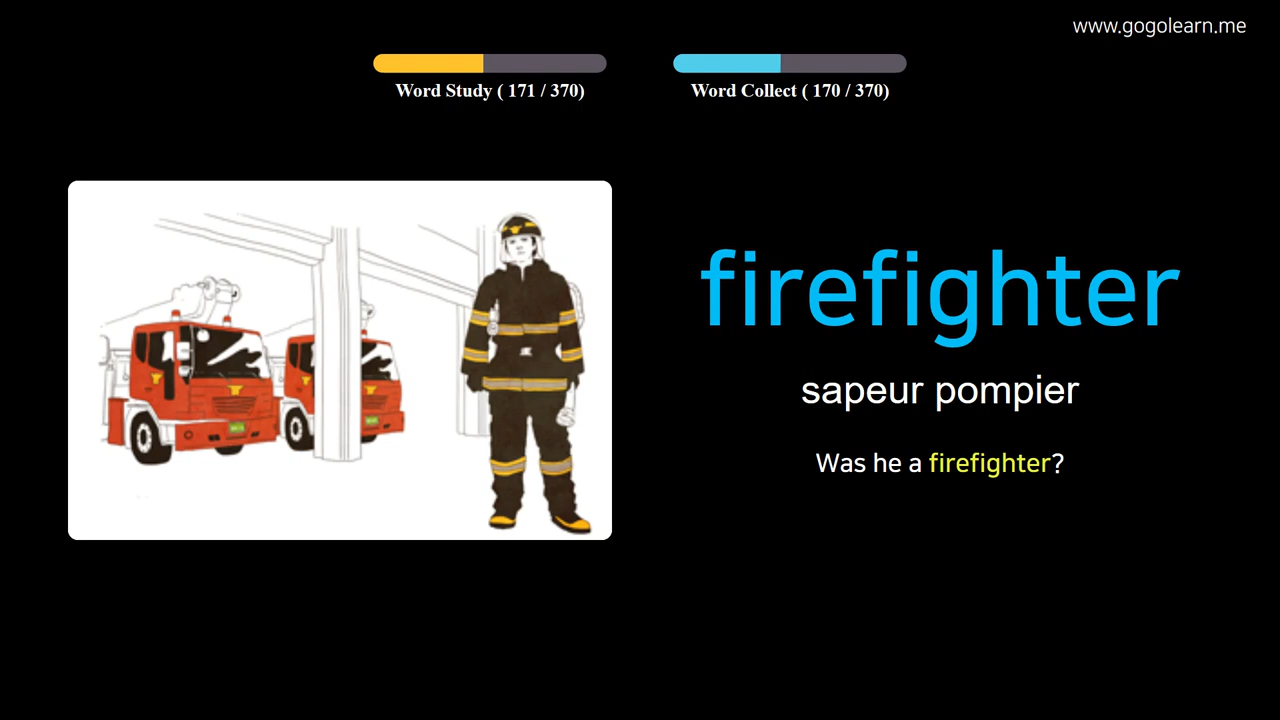 www.gogolearn.me
Word Study ( 171 / 370)
Word Collect ( 170 / 370)
firefighter
sapeur pompier
Was he a firefighter?